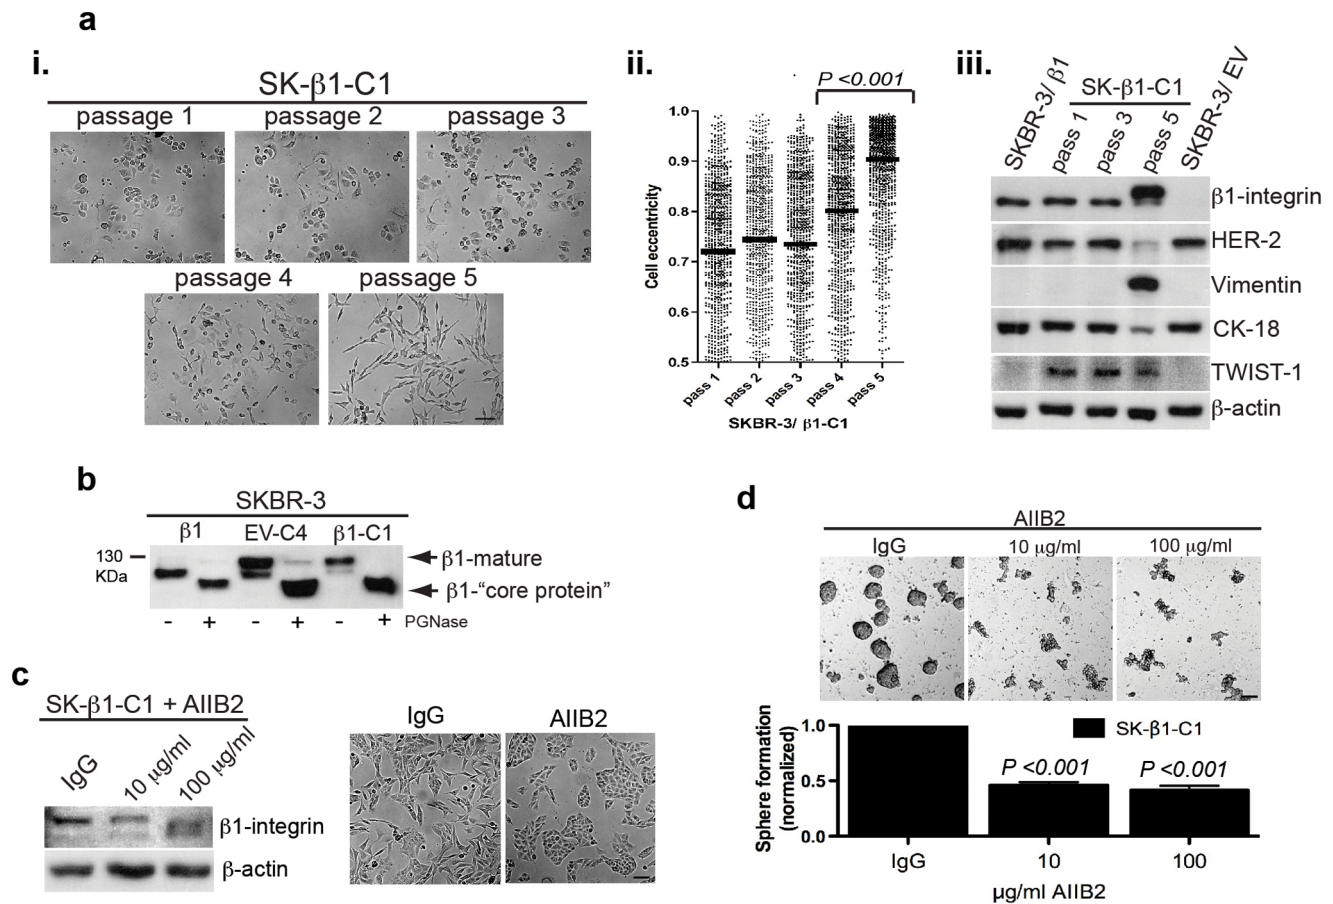 a
i.
SK-β1-C1
passage 1
passage 2
passage 3
passage 4
passage 5
ii.
P <0.001
Cell eccentricity
1.0
0.9
0.8
0.7
0.6
0.5
pass 1
pass 2
pass 3
pass 4
pass 5
SKBR-3/ β1-C1
iii.
SKBR-3/ β1
SK-β1-C1
pass 1
pass 3
pass 5
SKBR-3/ EV
β1-integrin
HER-2
Vimentin
CK-18
TWIST-1
β-actin
b
SKBR-3
β1 EV-C4 β1-C1
130
KDa
β1-mature
β1-“core protein”
- + - + - + PGNase
c
SK-β1-C1 + AIIB2
IgG
10 µg/ml
100 µg/ml
β1-integrin
β-actin
IgG
AIIB2
d
AIIB2
IgG
10 µg/ml
100 µg/ml
Sphere formation
(normalized)
1.0
0.5
0.0
SK-β1-C1
P <0.001
P <0.001
IgG 10 100
µg/ml AIIB2